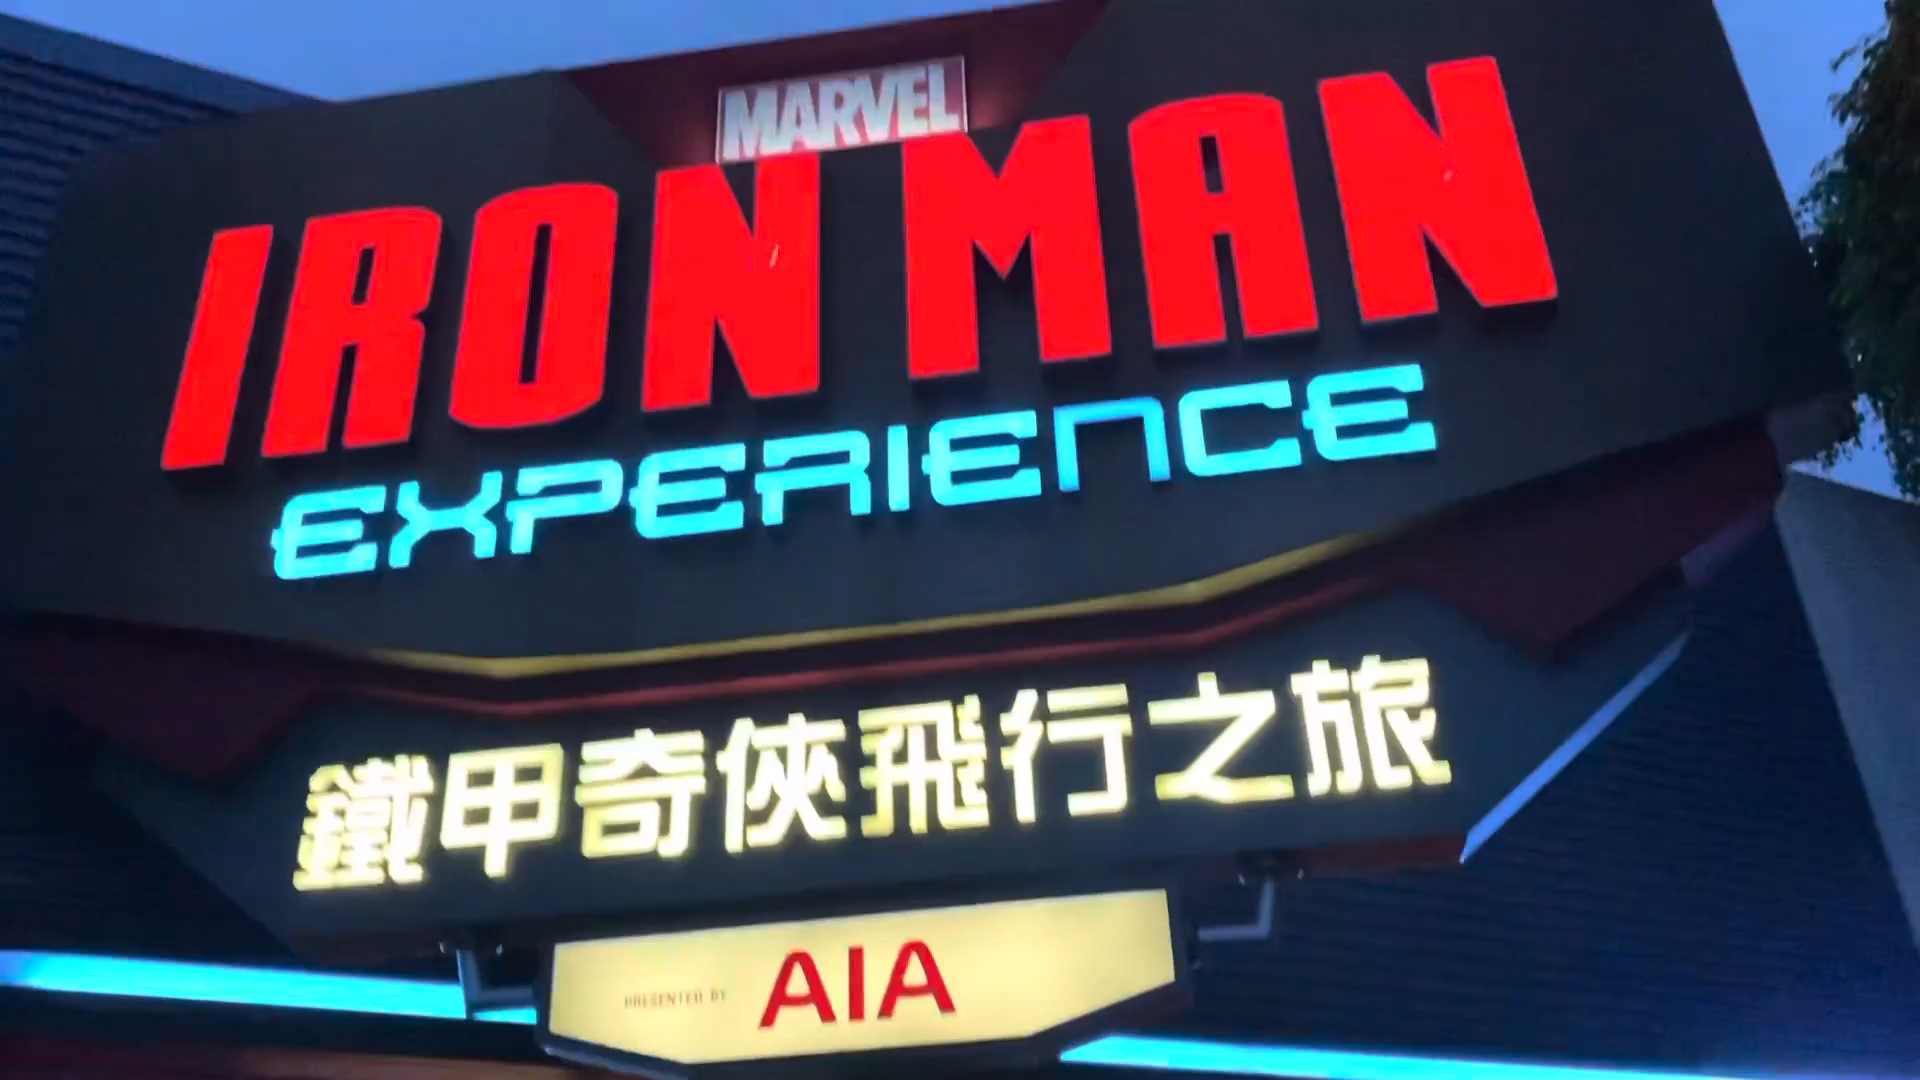 MARVEL
IRON MAN
EXPERIENCE
鐵甲奇俠飛行之旅
PRESENTED BY AIA